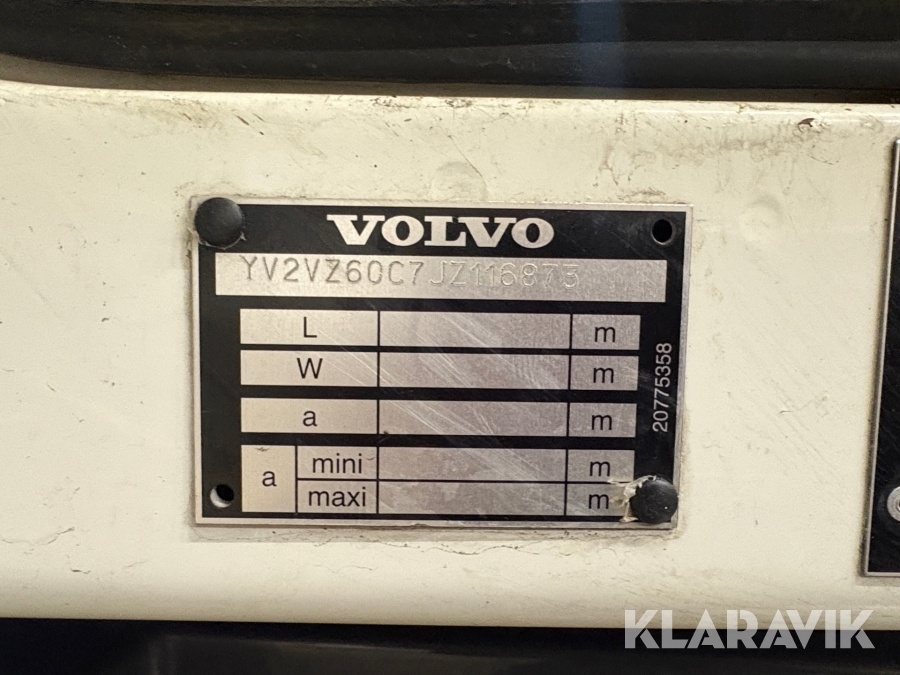 VOLVO
YV2VZ60C7JZ116873
L m
W m
a m
a mini m
maxi m
20775358
KLARAVIK